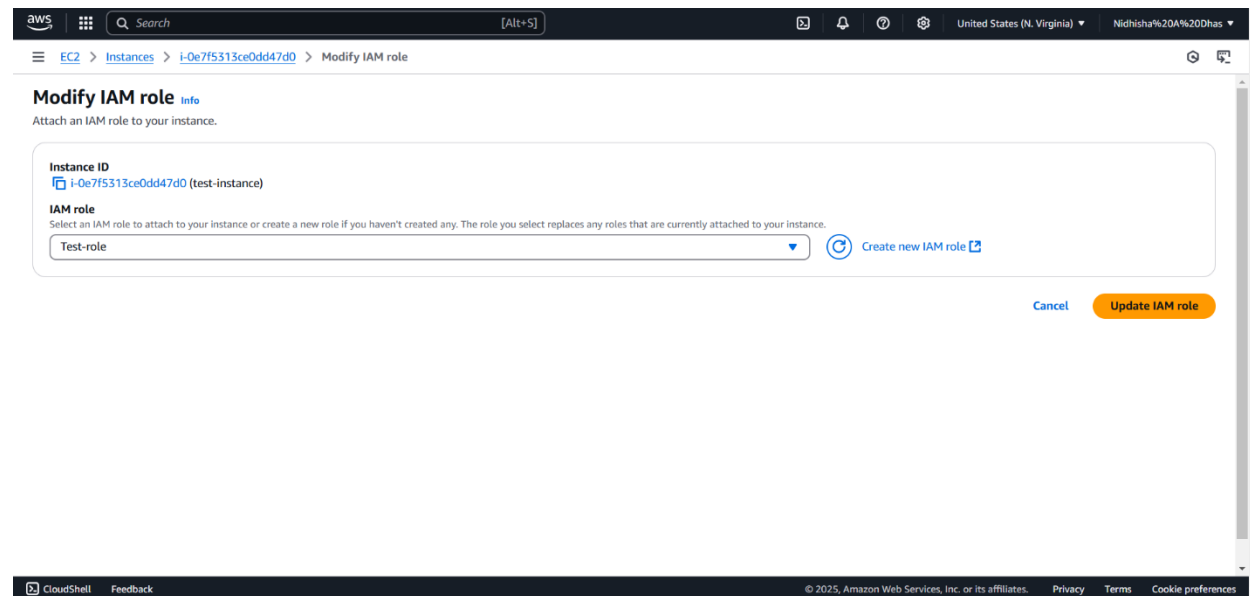 aws Search [Alt+S] United States (N. Virginia) Nidhisha%20A%20Dhas
EC2 > Instances > i-0e7f5313ce0dd47d0 > Modify IAM role
Modify IAM role Info
Attach an IAM role to your instance.
Instance ID
i-0e7f5313ce0dd47d0 (test-instance)
IAM role
Select an IAM role to attach to your instance or create a new role if you haven't created any. The role you select replaces any roles that are currently attached to your instance.
Test-role Create new IAM role
Cancel Update IAM role
CloudShell Feedback © 2025, Amazon Web Services, Inc. or its affiliates. Privacy Terms Cookie preferences